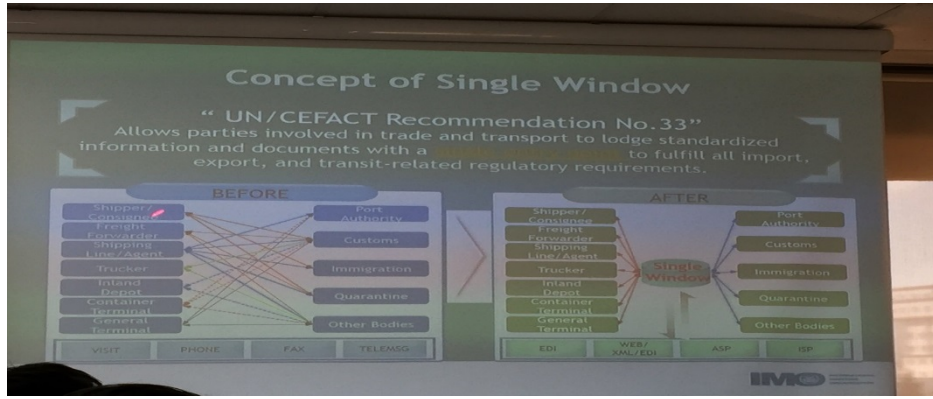 Concept of Single Window
“ UN/CEFACT Recommendation No.33”
Allows parties involved in trade and transport to lodge standardized
information and documents with a to fulfill all import,
export, and transit-related regulatory requirements.
BEFORE
Shipper/
Consignee
Freight
Forwarder
Shipping
Line/Agent
Trucker
Inland
Depot
Container
Terminal
General
Terminal
Port
Authority
Customs
Immigration
Quarantine
Other Bodies
VISIT
PHONE
FAX
TELEMSG
AFTER
Shipper/
Consignee
Freight
Forwarder
Shipping
Line/Agent
Trucker
Inland
Depot
Container
Terminal
General
Terminal
Single
Window
Port
Authority
Customs
Immigration
Quarantine
Other Bodies
EDI
WEB/
XML/EDI
ASP
ISP
IMO